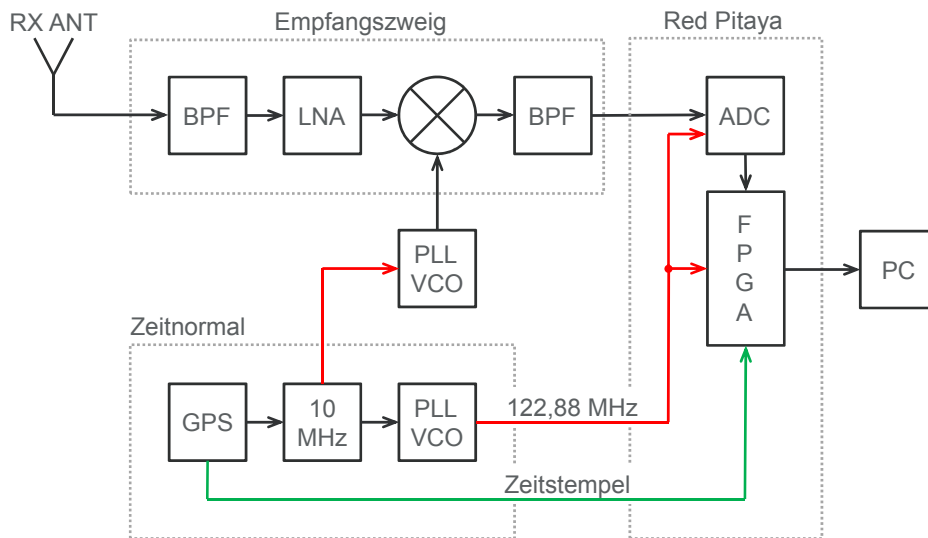 RX ANT
Empfangszweig
Red Pitaya
BPF
LNA
BPF
ADC
PLL
VCO
F
P
G
A
PC
Zeitnormal
GPS
10
MHz
PLL
VCO
122,88 MHz
Zeitstempel